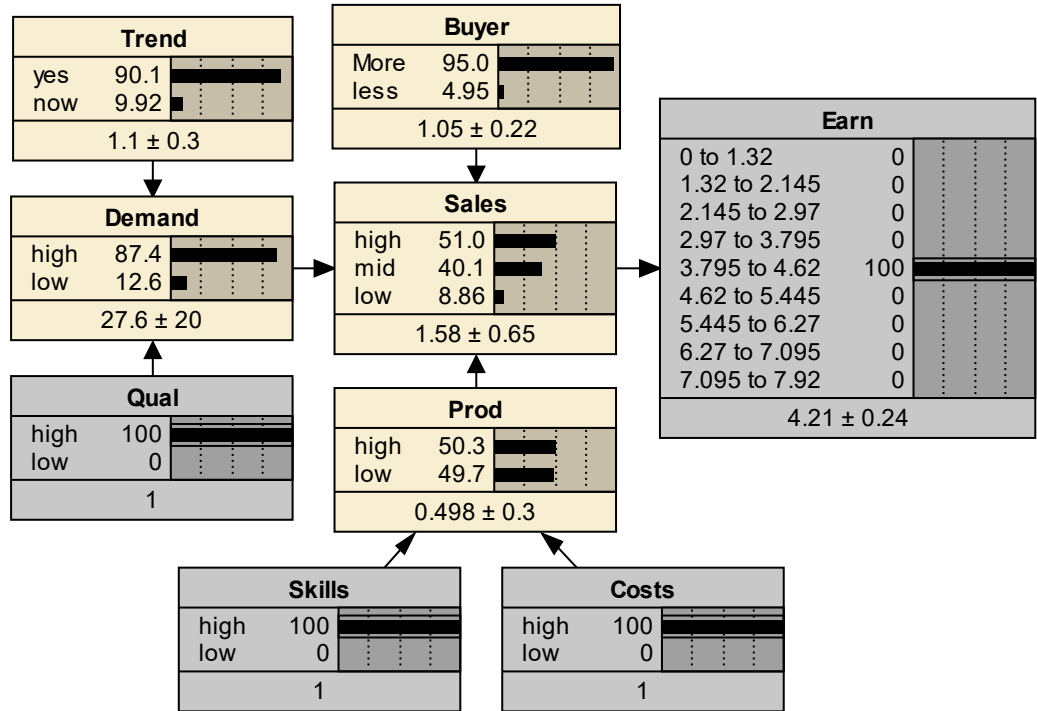 Trend
yes 90.1
now 9.92
1.1 ± 0.3
Buyer
More 95.0
less 4.95
1.05 ± 0.22
Earn
0 to 1.32 0
1.32 to 2.145 0
2.145 to 2.97 0
2.97 to 3.795 0
3.795 to 4.62 100
4.62 to 5.445 0
5.445 to 6.27 0
6.27 to 7.095 0
7.095 to 7.92 0
4.21 ± 0.24
Demand
high 87.4
low 12.6
27.6 ± 20
Sales
high 51.0
mid 40.1
low 8.86
1.58 ± 0.65
Qual
high 100
low 0
1
Prod
high 50.3
low 49.7
0.498 ± 0.3
Skills
high 100
low 0
1
Costs
high 100
low 0
1